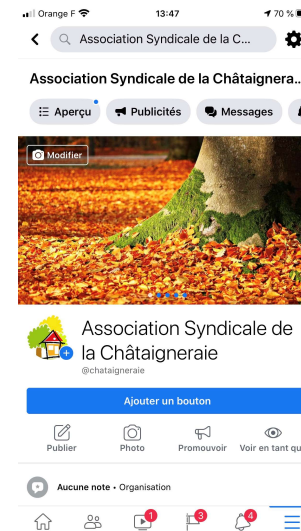 Orange F 13:47 70 %
Association Syndicale de la C...
Association Syndicale de la Châtaignera...
Aperçu Publicités Messages
Modifier
Association Syndicale de
la Châtaigneraie
@chataigneraie
Ajouter un bouton
Publier Photo Promouvoir Voir en tant qu
Aucune note • Organisation
1 3 4